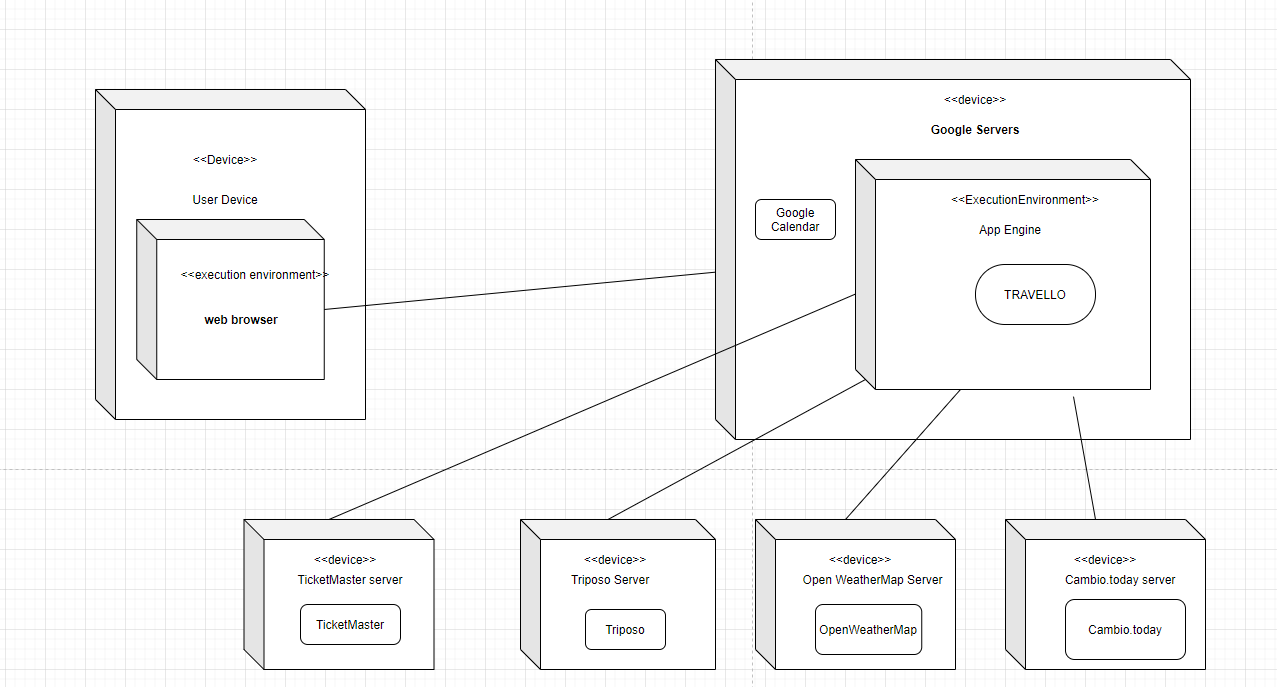 <<Device>>
User Device
<<execution environment>>
web browser
<<device>>
Google Servers
Google
Calendar
<<ExecutionEnvironment>>
App Engine
TRAVELLO
<<device>>
TicketMaster server
TicketMaster
<<device>>
Triposo Server
Triposo
<<device>>
Open WeatherMap Server
OpenWeatherMap
<<device>>
Cambio.today server
Cambio.today